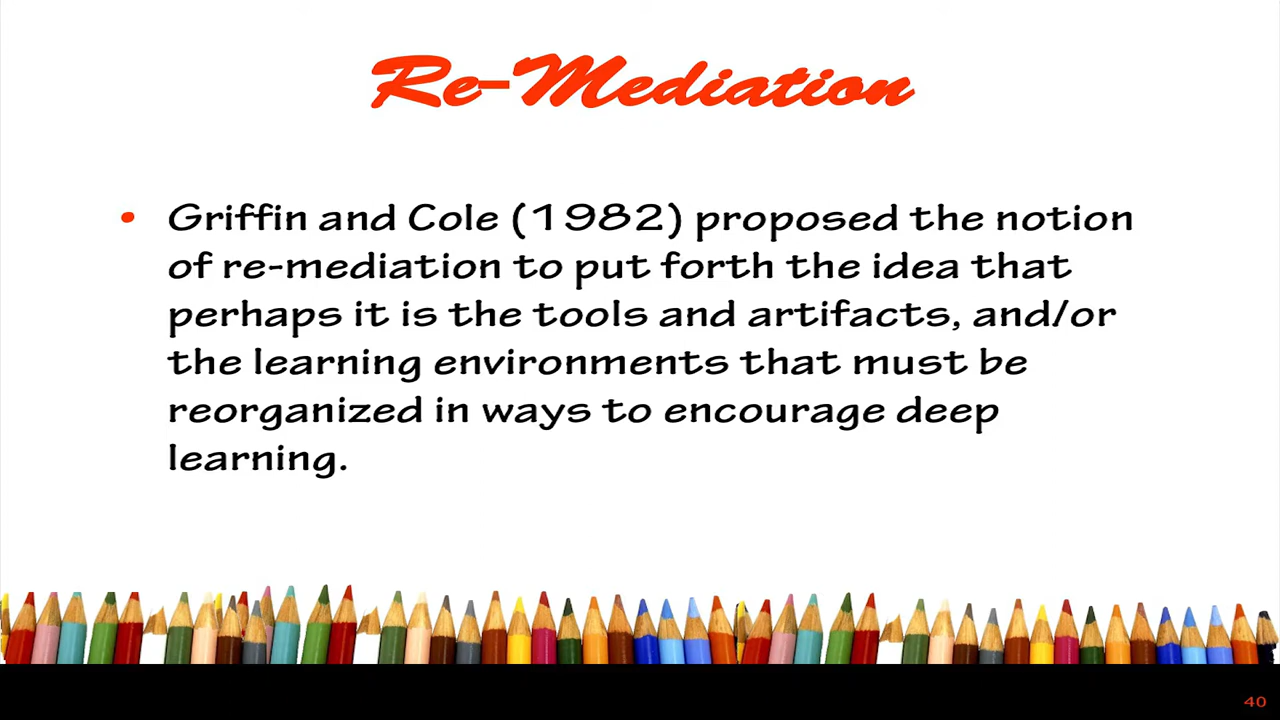 Re-Mediation
• Griffin and Cole (1982) proposed the notion
of re-mediation to put forth the idea that
perhaps it is the tools and artifacts, and/or
the learning environments that must be
reorganized in ways to encourage deep
learning.
40